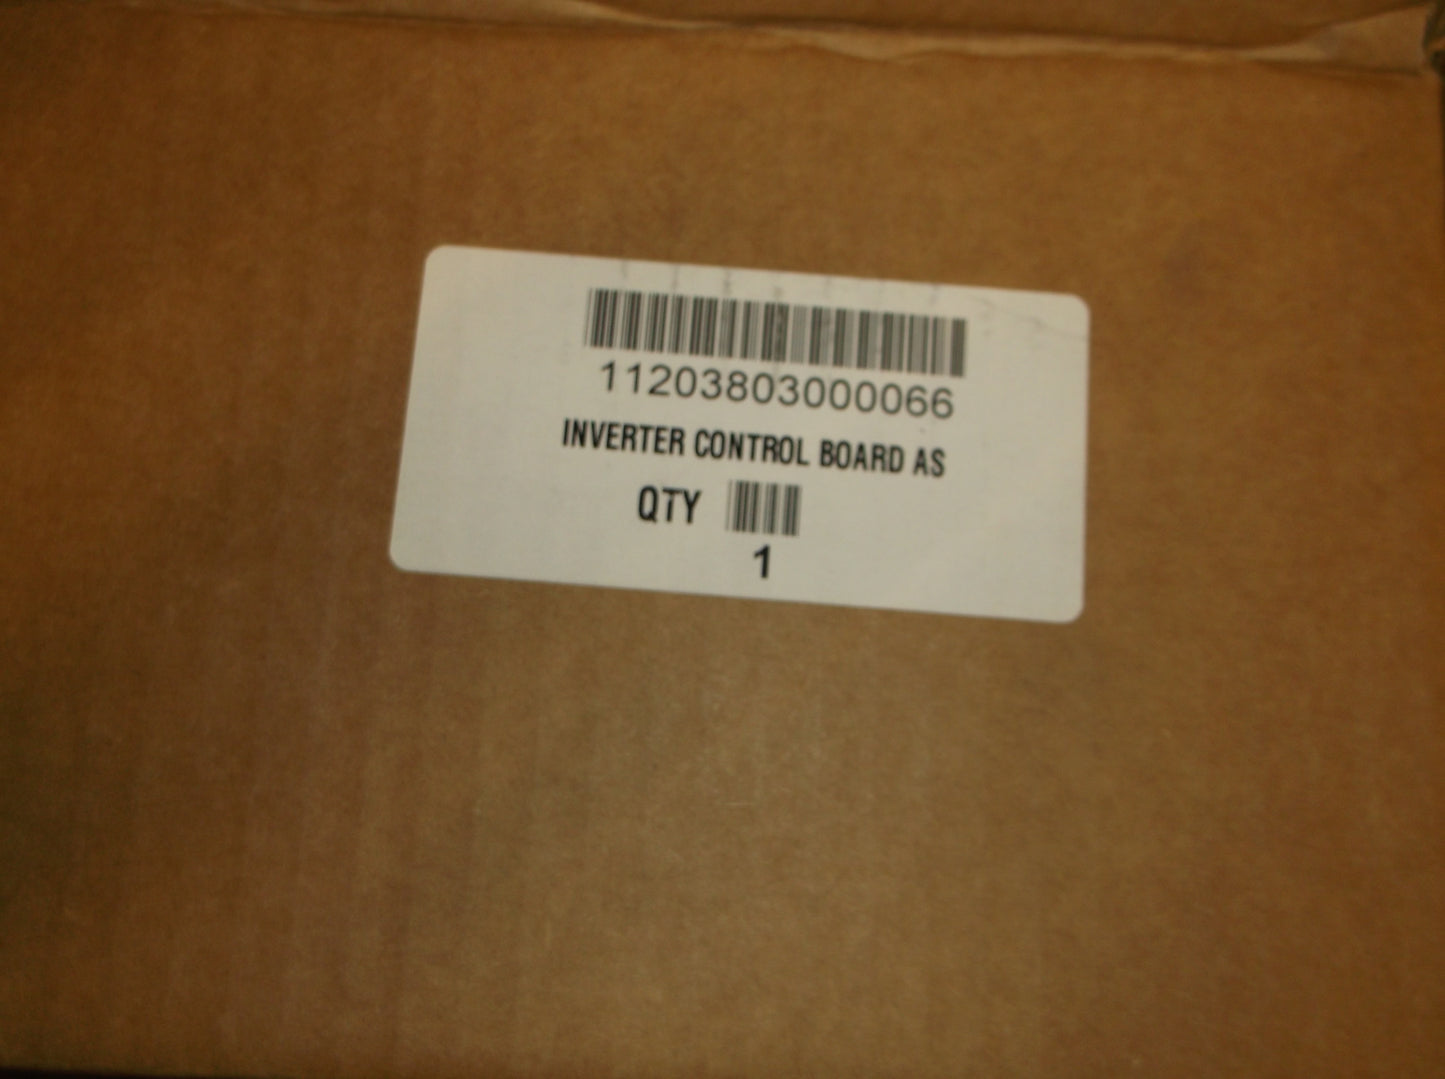 11203803000066
INVERTER CONTROL BOARD AS
QTY
1